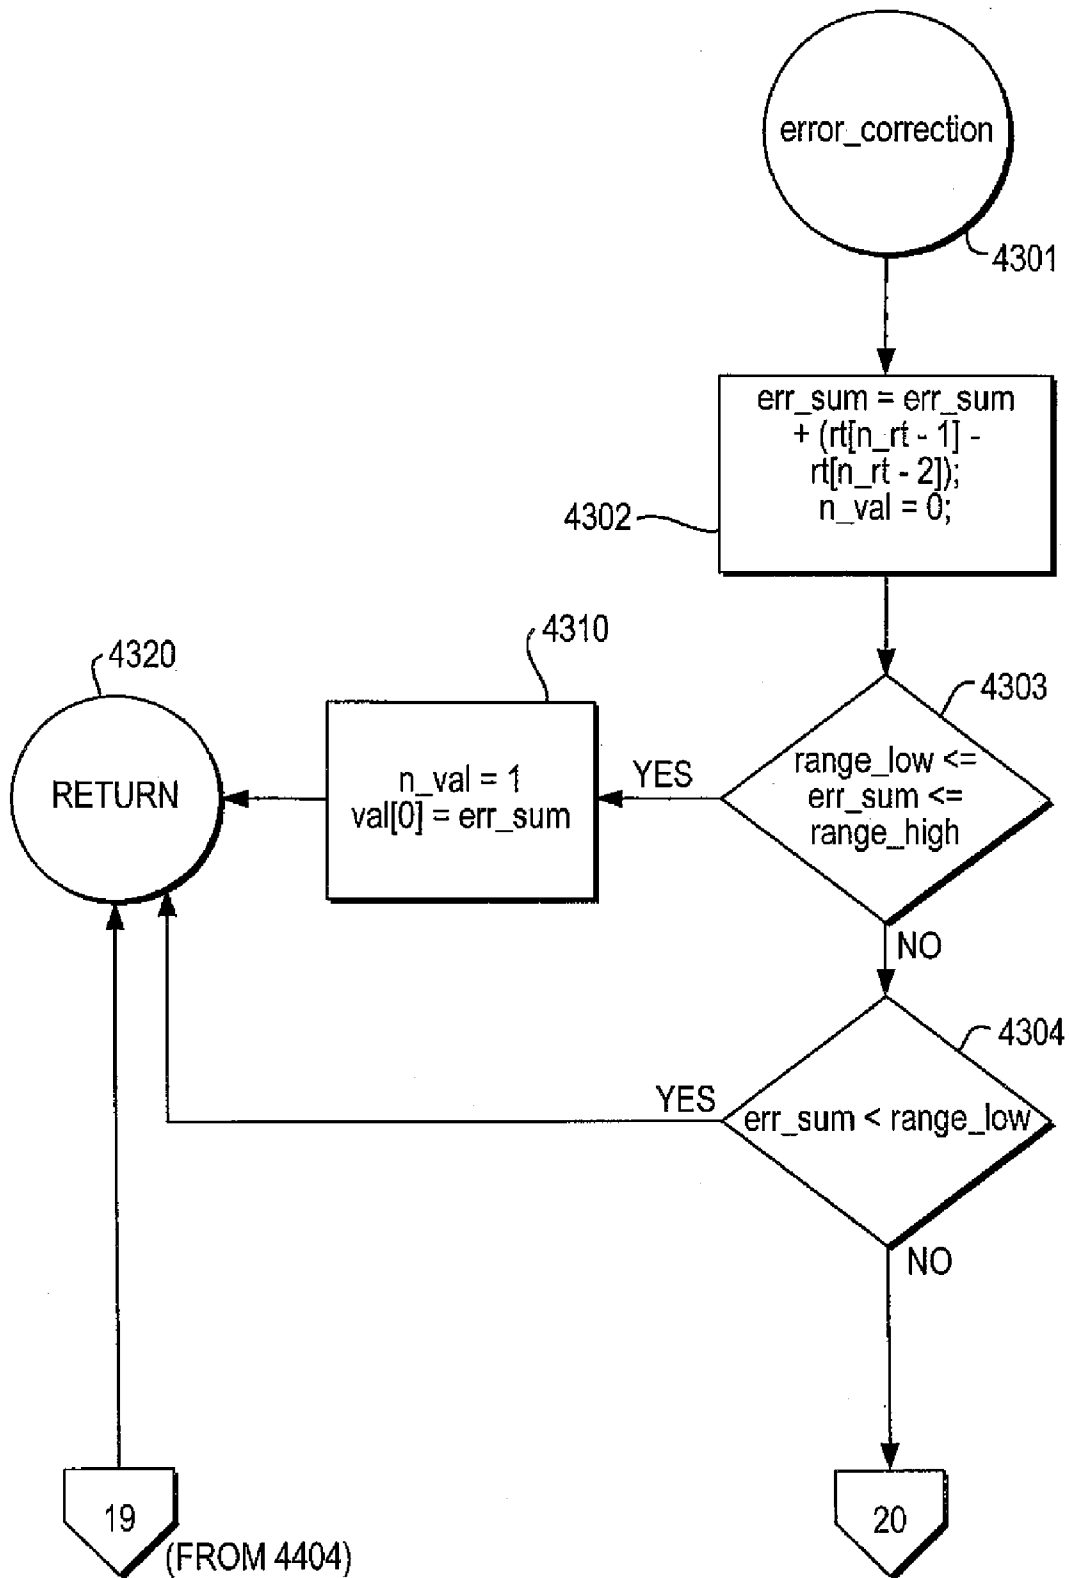 error_correction
4301
err_sum = err_sum
+ (rt[n_rt - 1] -
rt[n_rt - 2]);
n_val = 0;
4302
4303
range_low <=
err_sum <=
range_high
YES
NO
4310
n_val = 1
val[0] = err_sum
4320
RETURN
4304
err_sum < range_low
YES
NO
19
(FROM 4404)
20